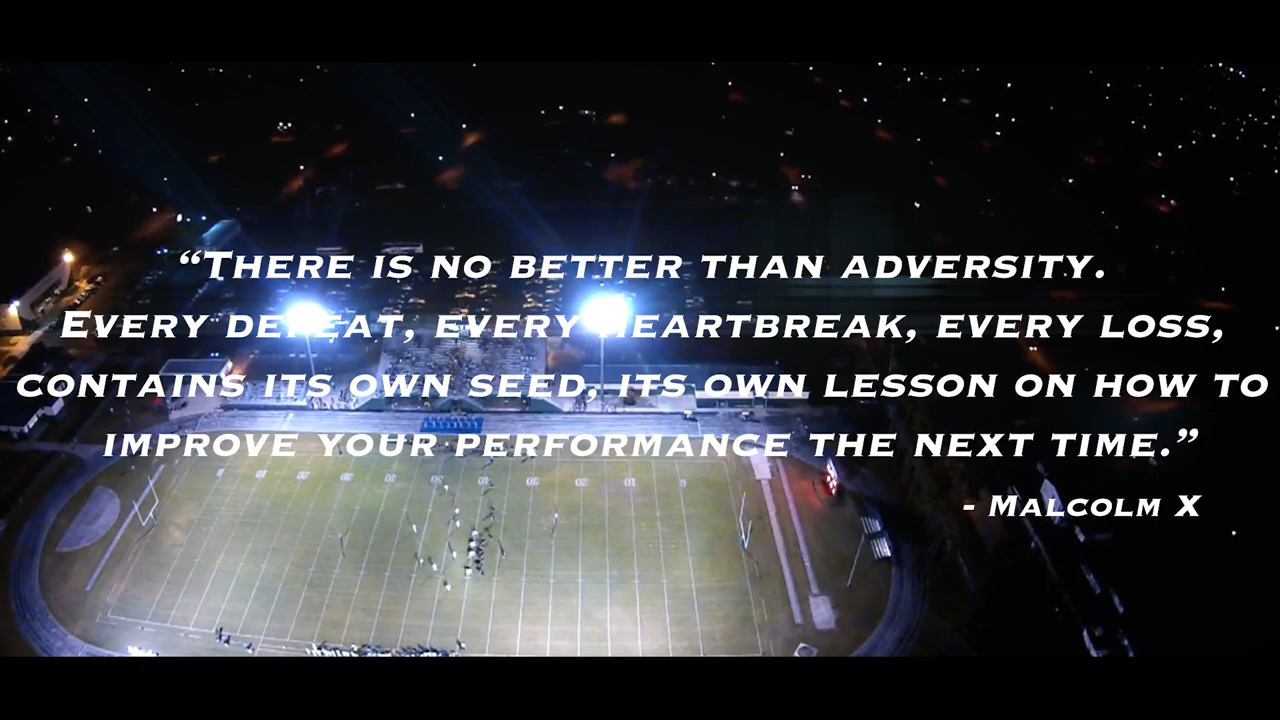 “There is no better than adversity.
Every defeat, every heartbreak, every loss,
contains its own seed, its own lesson on how to
improve your performance the next time.”
- Malcolm X